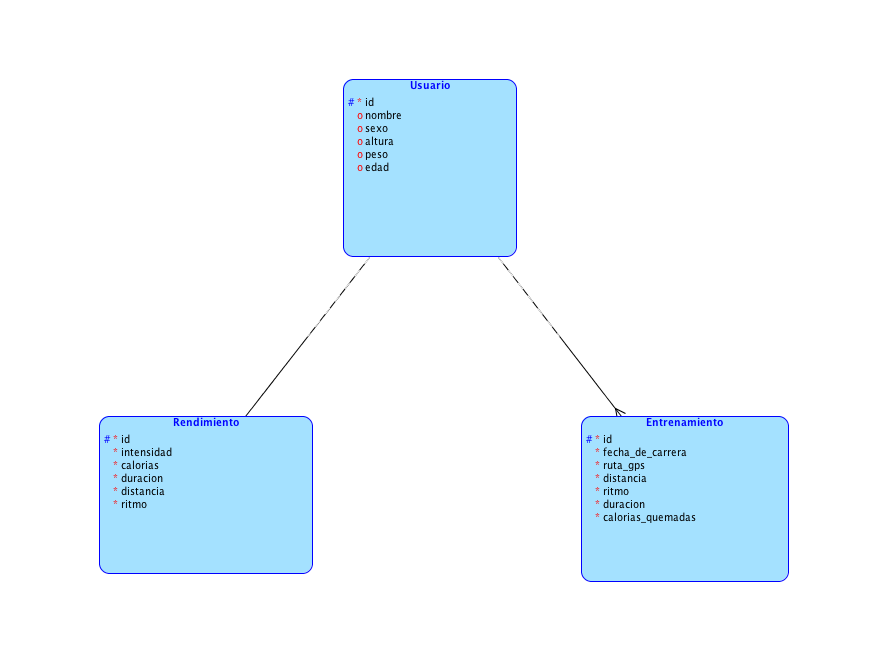 Usuario
# * id
o nombre
o sexo
o altura
o peso
o edad
Rendimiento
# * id
* intensidad
* calorias
* duracion
* distancia
* ritmo
Entrenamiento
# * id
* fecha_de_carrera
* ruta_gps
* distancia
* ritmo
* duracion
* calorias_quemadas